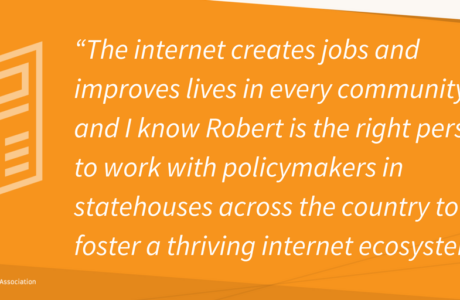 “The internet creates jobs and
improves lives in every community
and I know Robert is the right pers
to work with policymakers in
statehouses across the country to
foster a thriving internet ecosyste
Association